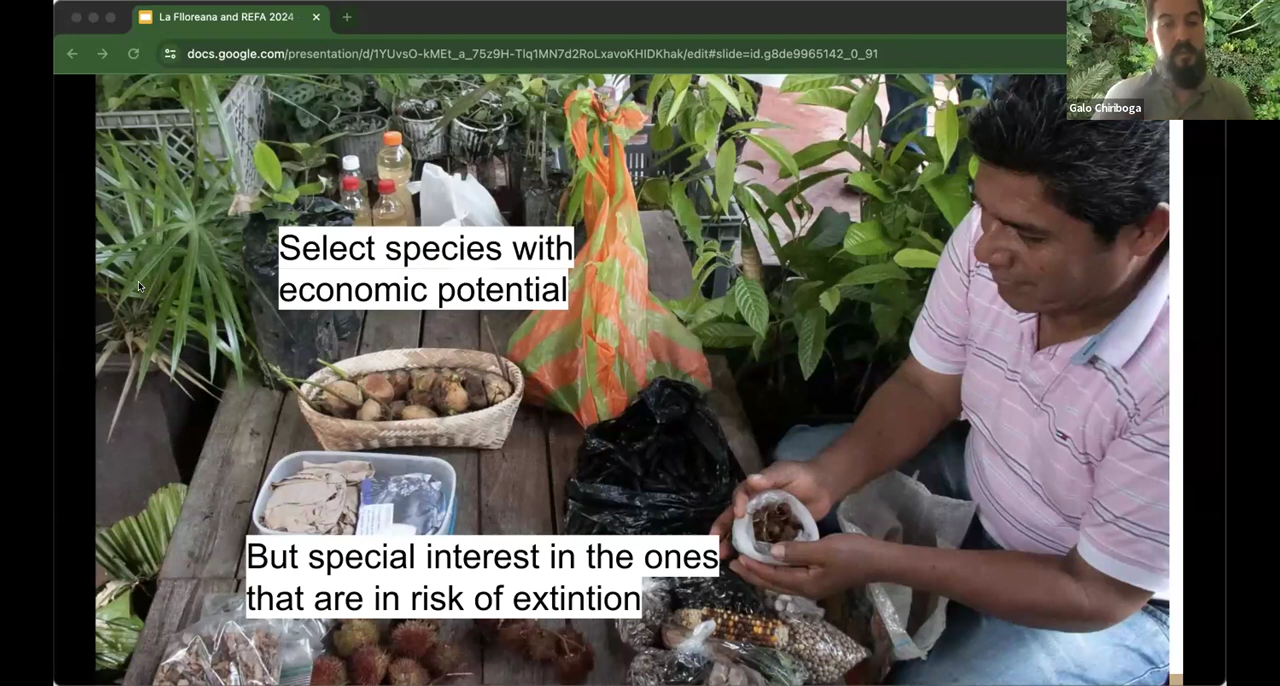 La Flloreana and REFA 2024
docs.google.com/presentation/d/1YUvsO-kMEt_a_75z9H-TIq1MN7d2RoLxavoKHIDKhak/edit#slide=id.g8de9965142_0_91
Galo Chiriboga
Select species with
economic potential
But special interest in the ones
that are in risk of extintion